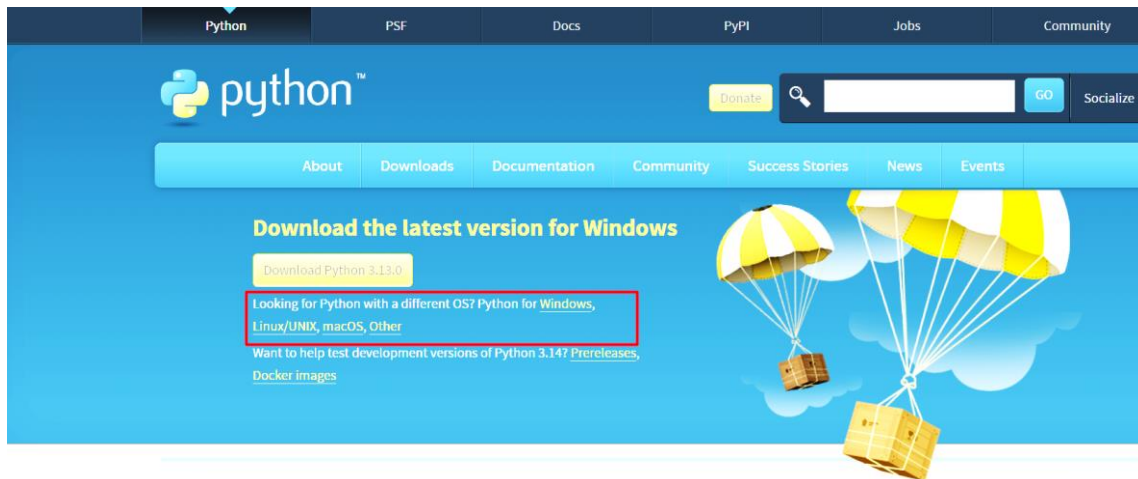 Python PSF Docs PyPI Jobs Community
python™
Donate GO Socialize
About Downloads Documentation Community Success Stories News Events
Download the latest version for Windows
Download Python 3.13.0
Looking for Python with a different OS? Python for Windows,
Linux/UNIX, macOS, Other
Want to help test development versions of Python 3.14? Prereleases,
Docker images